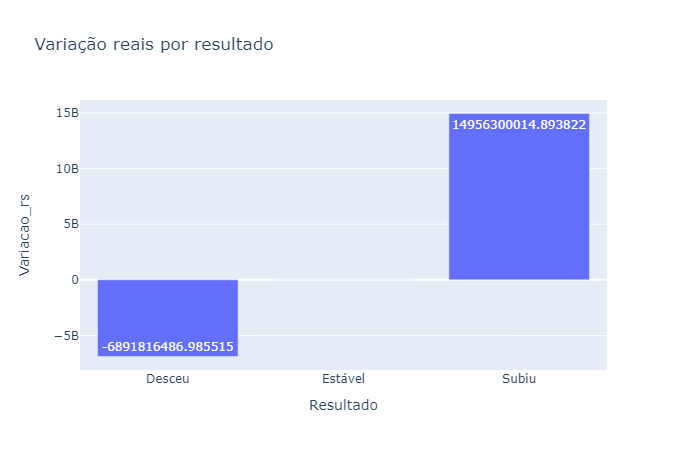 Variação reais por resultado
15B
10B
5B
0
−5B
Variacao_rs
14956300014.893822
-6891816486.985515
Desceu
Estável
Subiu
Resultado